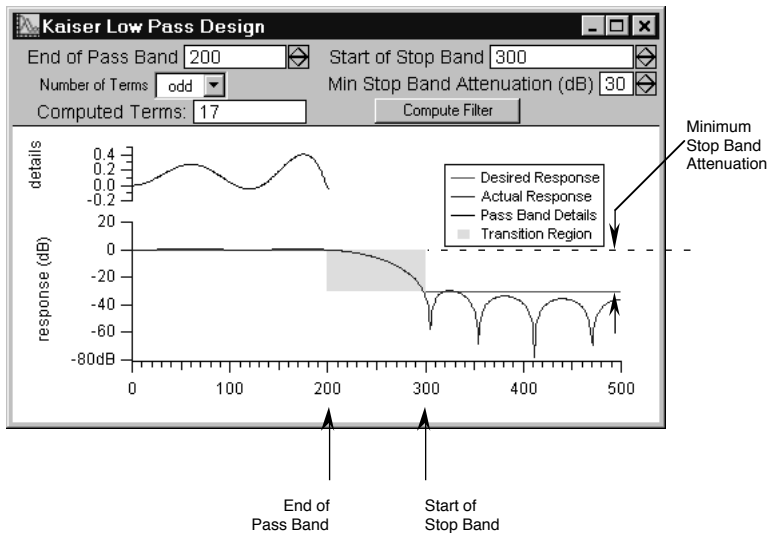 Kaiser Low Pass Design
End of Pass Band 200
Start of Stop Band 300
Number of Terms odd
Min Stop Band Attenuation (dB) 30
Computed Terms: 17
Compute Filter
Minimum
Stop Band
Attenuation
details
0.4
0.2
0.0
-0.2
Desired Response
Actual Response
Pass Band Details
Transition Region
response (dB)
20
0
-20
-40
-60
-80dB
0 100 200 300 400 500
End of
Pass Band
Start of
Stop Band